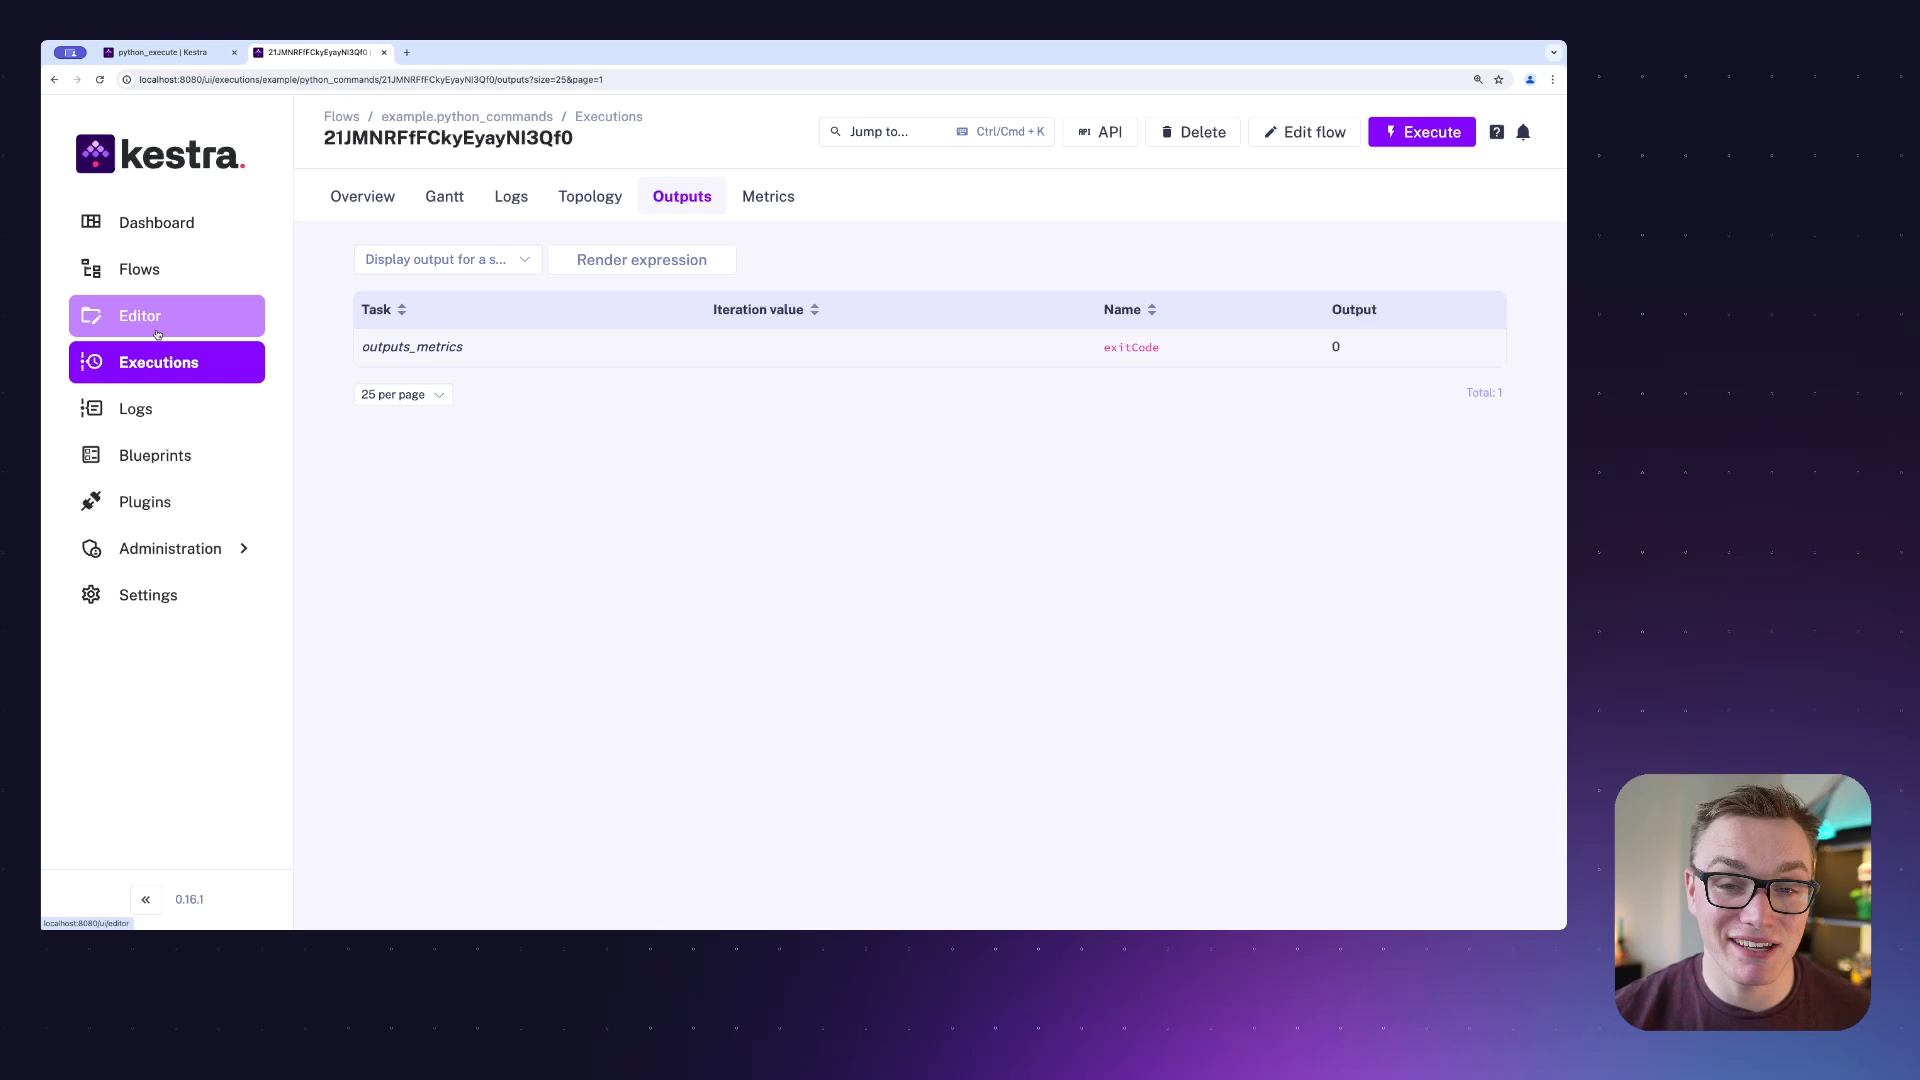 python_execute | Kestra
21JMNRFfFCkyEyayNI3Qf0 |
localhost:8080/ui/executions/example/python_commands/21JMNRFfFCkyEyayNI3Qf0/outputs?size=25&page=1
kestra.
Dashboard
Flows
Editor
Executions
Logs
Blueprints
Plugins
Administration
Settings
0.16.1
localhost:8080/ui/editor
Flows / example.python_commands / Executions
21JMNRFfFCkyEyayNI3Qf0
Jump to... Ctrl/Cmd + K
API API
Delete
Edit flow
Execute
Overview Gantt Logs Topology Outputs Metrics
Display output for a s...
Render expression
Task Iteration value Name Output
outputs_metrics exitCode 0
25 per page
Total: 1